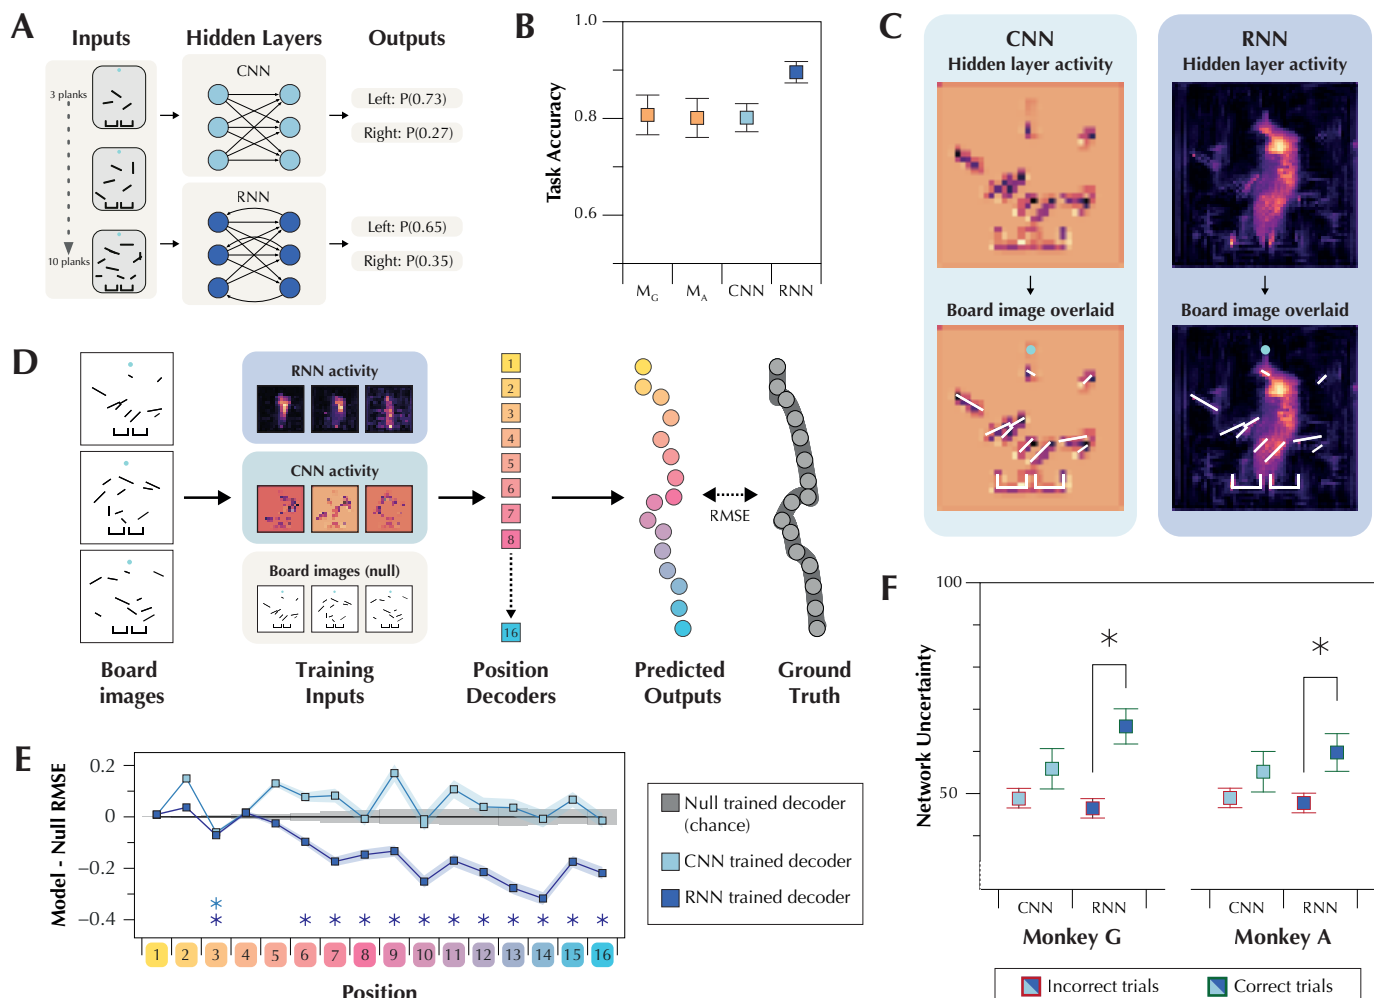 A
Inputs
Hidden Layers
Outputs
3 planks
10 planks
CNN
RNN
Left: P(0.73)
Right: P(0.27)
Left: P(0.65)
Right: P(0.35)
B
Task Accuracy
1.0
0.8
0.6
M_G
M_A
CNN
RNN
C
CNN
Hidden layer activity
Board image overlaid
RNN
Hidden layer activity
Board image overlaid
D
RNN activity
CNN activity
Board images (null)
1
2
3
4
5
6
7
8
16
RMSE
Board
images
Training
Inputs
Position
Decoders
Predicted
Outputs
Ground
Truth
E
Model - Null RMSE
0.2
0
−0.2
−0.4
* 
* * * * * * * * * * * *
1 2 3 4 5 6 7 8 9 10 11 12 13 14 15 16
Position
Null trained decoder
(chance)
CNN trained decoder
RNN trained decoder
F
Network Uncertainty
100
50
*
*
CNN
RNN
CNN
RNN
Monkey G
Monkey A
Incorrect trials
Correct trials